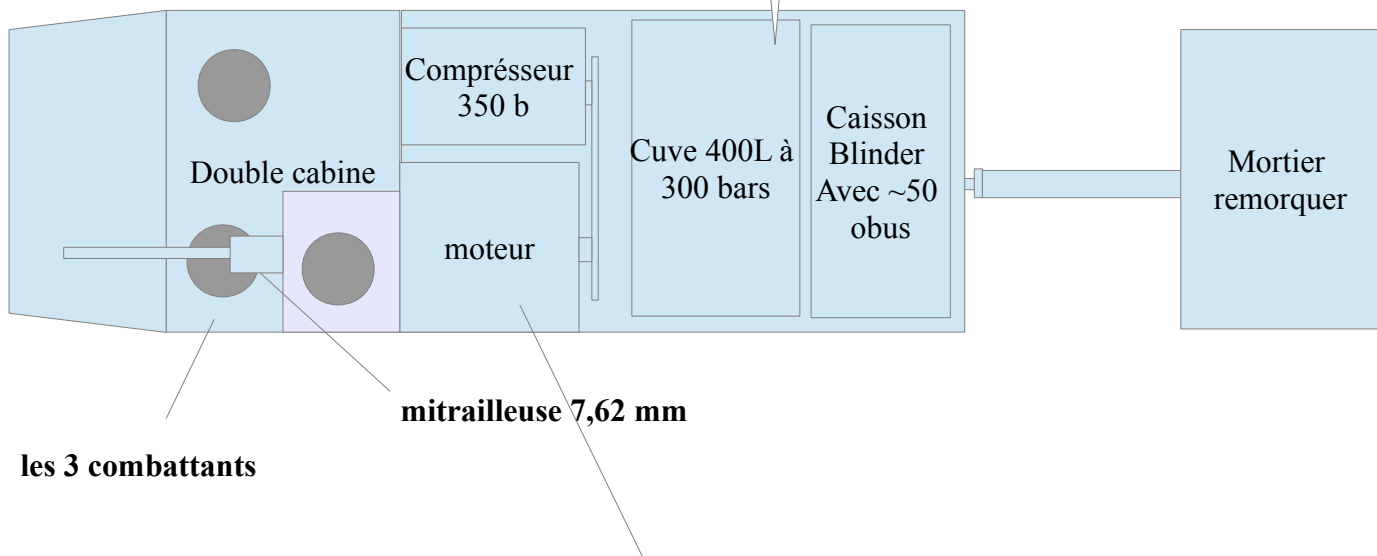 Comprésseur
350 b
Double cabine
moteur
Cuve 400L à
300 bars
Caisson
Blinder
Avec ~50
obus
Mortier
remorquer
mitrailleuse 7,62 mm
les 3 combattants